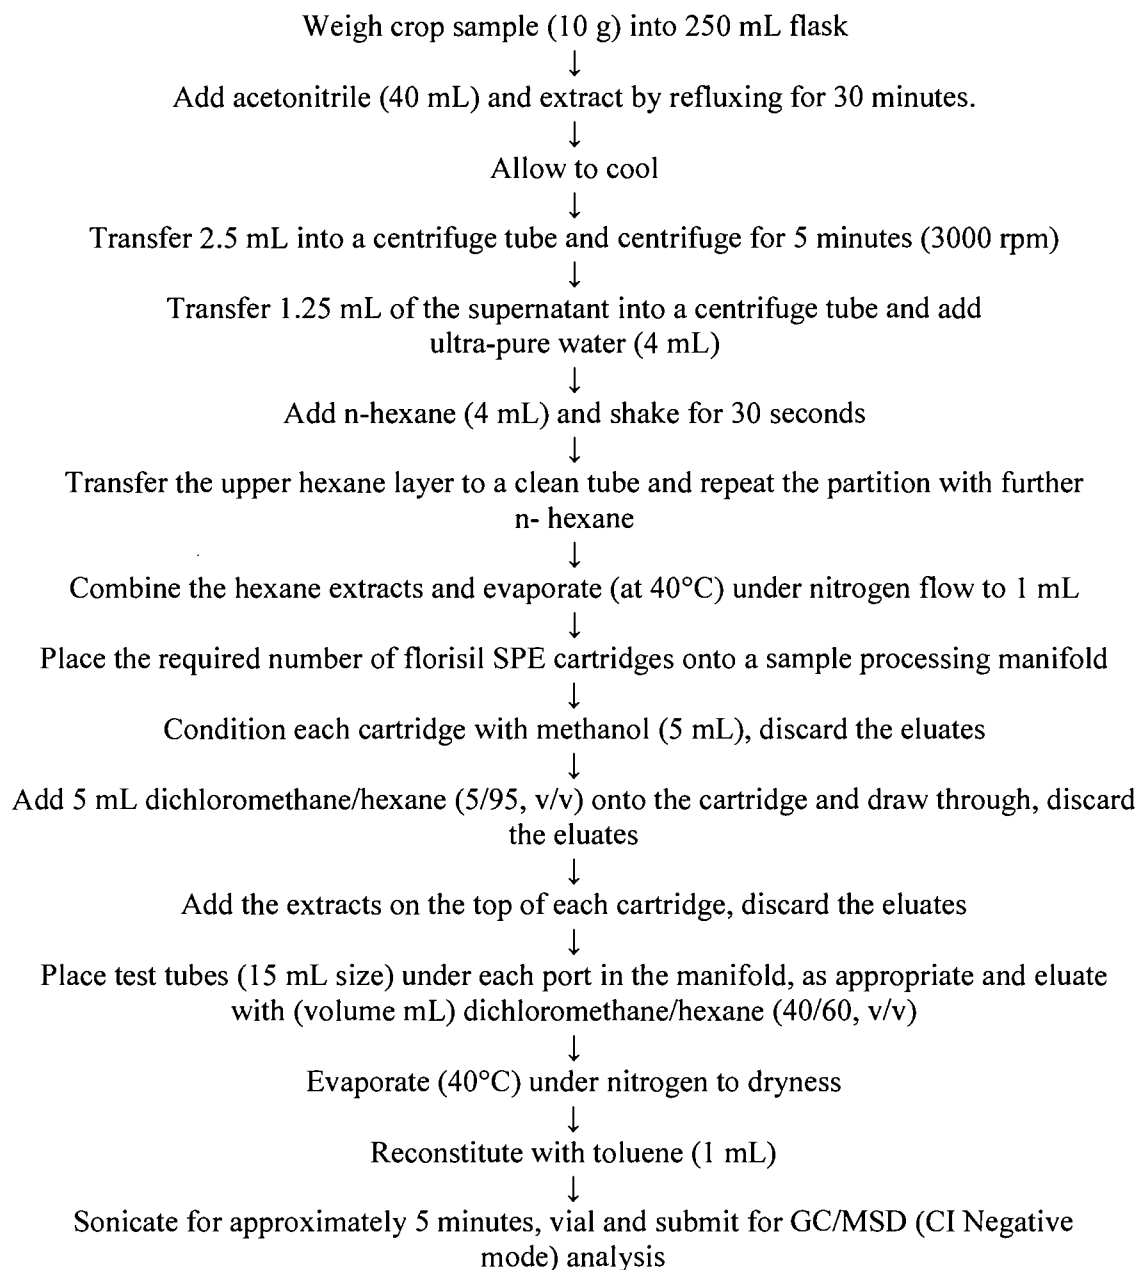 Weigh crop sample (10 g) into 250 mL flask
↓
Add acetonitrile (40 mL) and extract by refluxing for 30 minutes.
↓
Allow to cool
↓
Transfer 2.5 mL into a centrifuge tube and centrifuge for 5 minutes (3000 rpm)
↓
Transfer 1.25 mL of the supernatant into a centrifuge tube and add
ultra-pure water (4 mL)
↓
Add n-hexane (4 mL) and shake for 30 seconds
↓
Transfer the upper hexane layer to a clean tube and repeat the partition with further
n- hexane
↓
Combine the hexane extracts and evaporate (at 40°C) under nitrogen flow to 1 mL
↓
Place the required number of florisil SPE cartridges onto a sample processing manifold
↓
Condition each cartridge with methanol (5 mL), discard the eluates
↓
Add 5 mL dichloromethane/hexane (5/95, v/v) onto the cartridge and draw through, discard
the eluates
↓
Add the extracts on the top of each cartridge, discard the eluates
↓
Place test tubes (15 mL size) under each port in the manifold, as appropriate and eluate
with (volume mL) dichloromethane/hexane (40/60, v/v)
↓
Evaporate (40°C) under nitrogen to dryness
↓
Reconstitute with toluene (1 mL)
↓
Sonicate for approximately 5 minutes, vial and submit for GC/MSD (CI Negative
mode) analysis